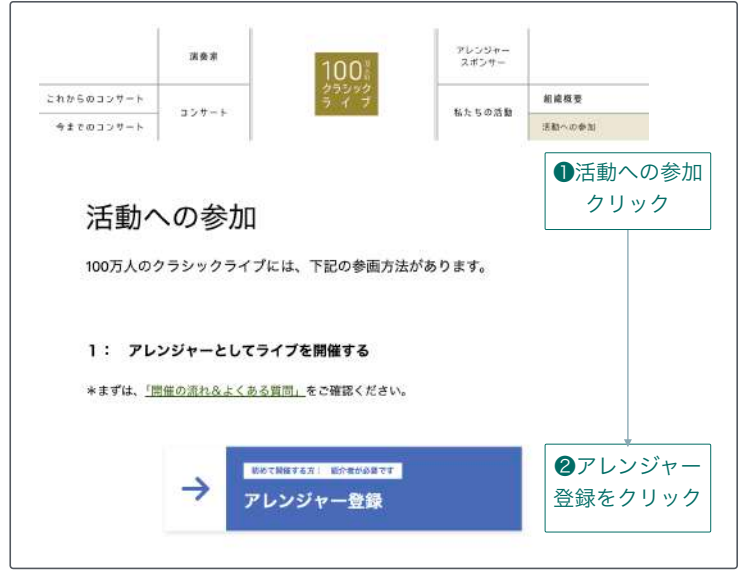 演奏家
これからのコンサート
今までのコンサート
コンサート
100万人の
クラシック
ライブ
アレンジャー
スポンサー
私たちの活動
組織概要
活動への参加
❶活動への参加
クリック
活動への参加
100万人のクラシックライブには、下記の参画方法があります。
1： アレンジャーとしてライブを開催する
＊まずは、「開催の流れ＆よくある質問」をご確認ください。
→
初めて開催する方： 紹介者が必要です
アレンジャー登録
❷アレンジャー
登録をクリック